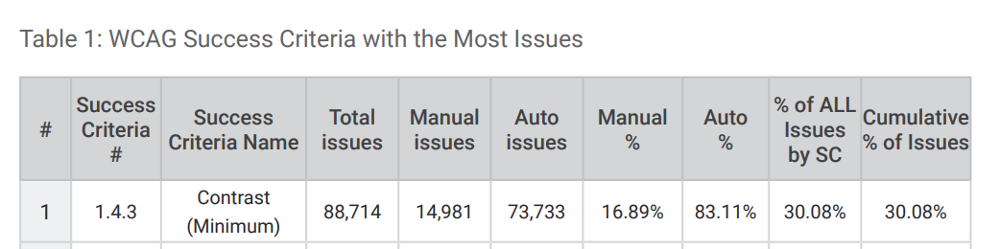 Table 1: WCAG Success Criteria with the Most Issues
# Success Criteria # Success Criteria Name Total issues Manual issues Auto issues Manual % Auto % % of ALL Issues by SC Cumulative % of Issues
1 1.4.3 Contrast (Minimum) 88,714 14,981 73,733 16.89% 83.11% 30.08% 30.08%